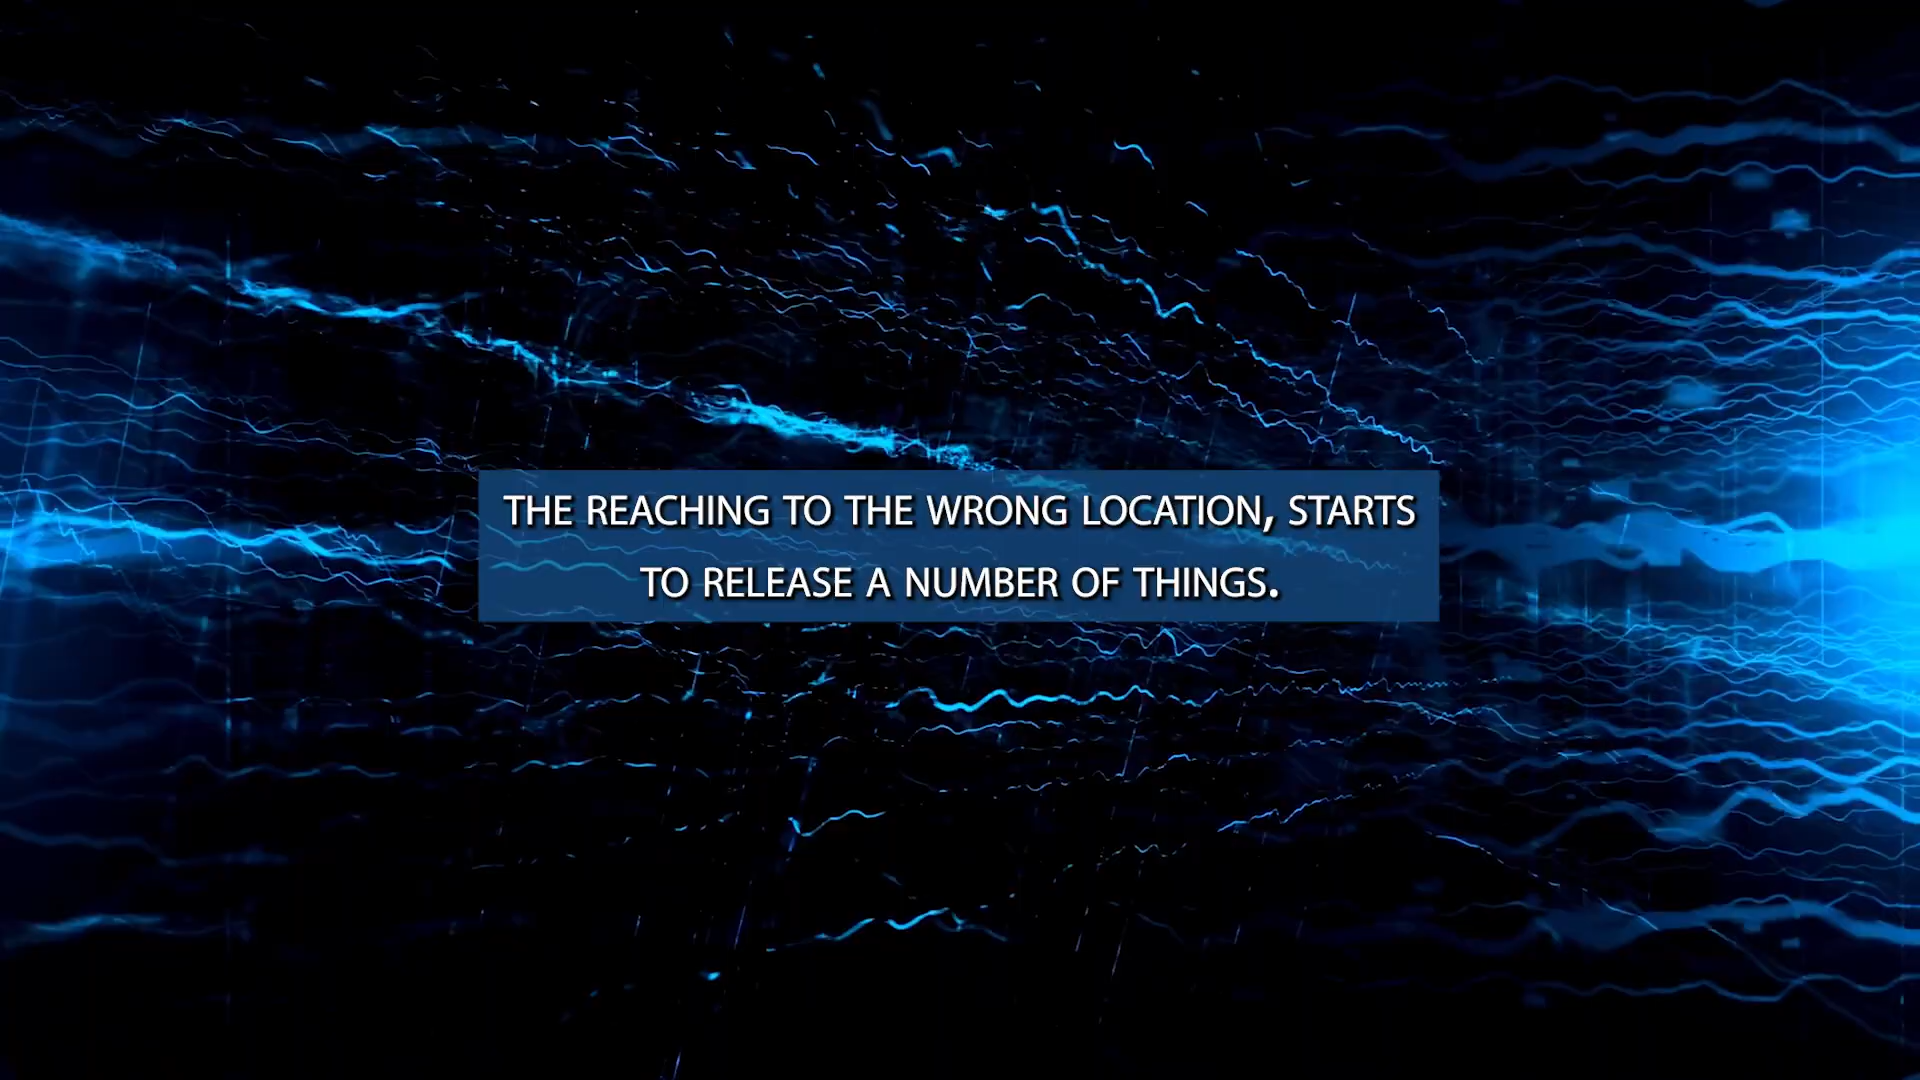 THE REACHING TO THE WRONG LOCATION, STARTS
TO RELEASE A NUMBER OF THINGS.